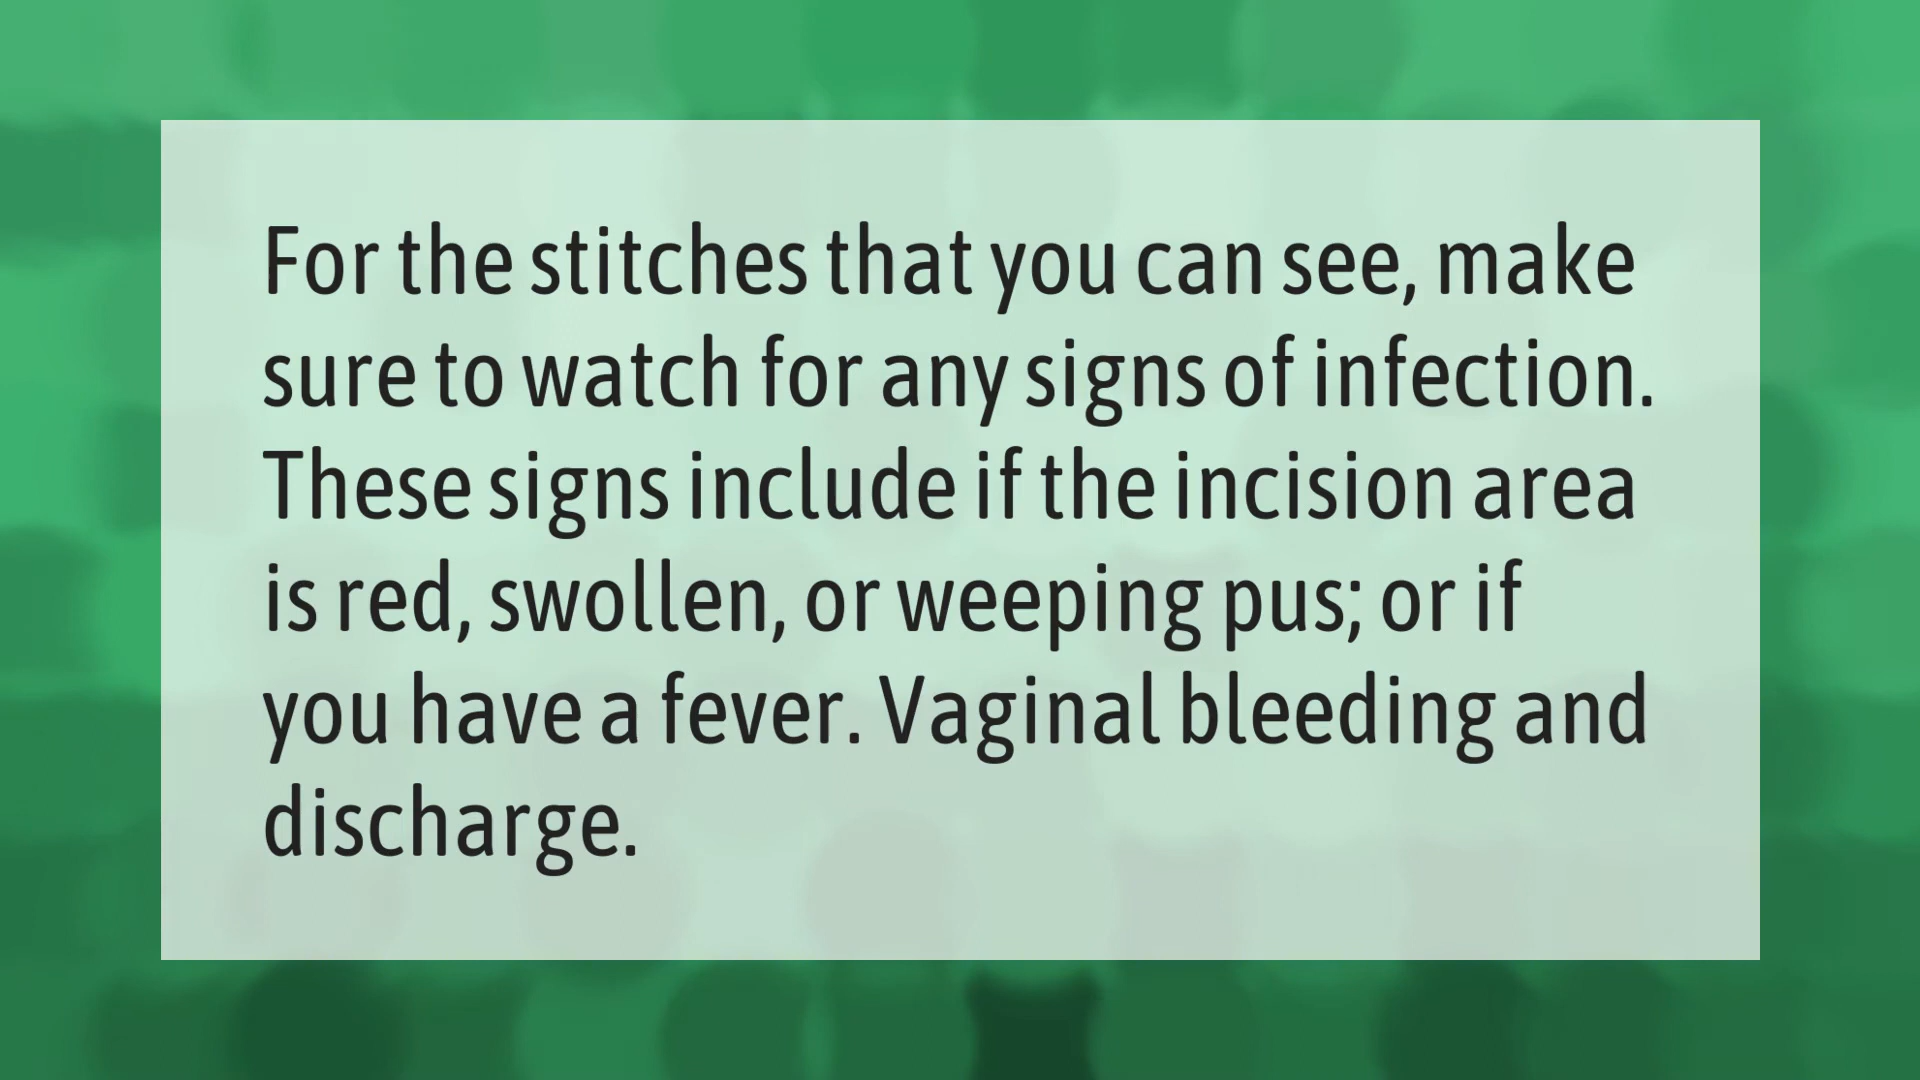 For the stitches that you can see, make
sure to watch for any signs of infection.
These signs include if the incision area
is red, swollen, or weeping pus; or if
you have a fever. Vaginal bleeding and
discharge.